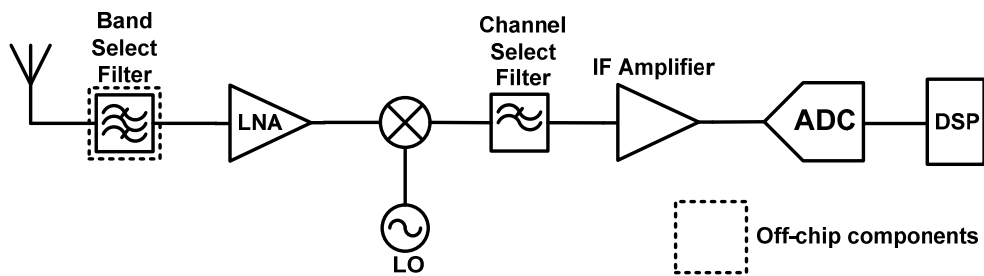 Band
Select
Filter
LNA
LO
Channel
Select
Filter
IF Amplifier
ADC
DSP
Off-chip components